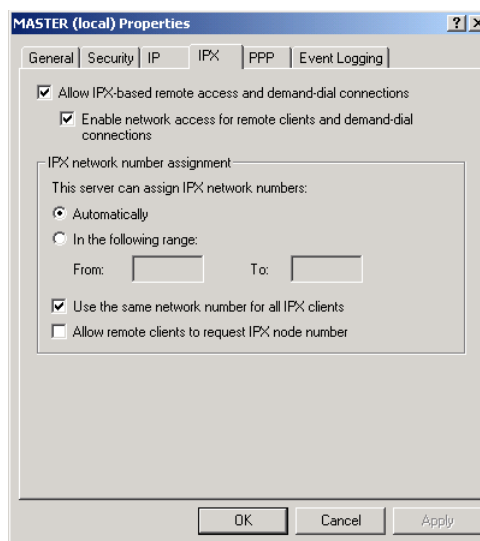 MASTER (local) Properties
General Security IP IPX PPP Event Logging
Allow IPX-based remote access and demand-dial connections
Enable network access for remote clients and demand-dial
connections
IPX network number assignment
This server can assign IPX network numbers:
Automatically
In the following range:
From: To:
Use the same network number for all IPX clients
Allow remote clients to request IPX node number
OK Cancel Apply